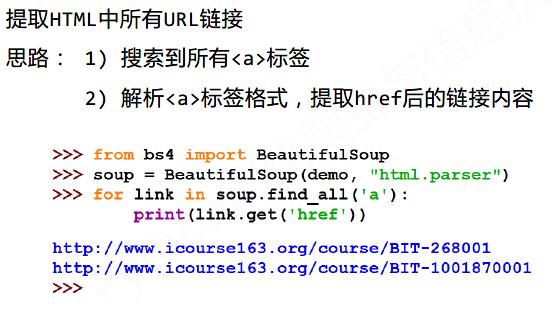 提取HTML中所有URL链接
思路： 1) 搜索到所有<a>标签
2) 解析<a>标签格式，提取href后的链接内容
>>> from bs4 import BeautifulSoup
>>> soup = BeautifulSoup(demo, "html.parser")
>>> for link in soup.find_all('a'):
        print(link.get('href'))
http://www.icourse163.org/course/BIT-268001
http://www.icourse163.org/course/BIT-1001870001
>>>